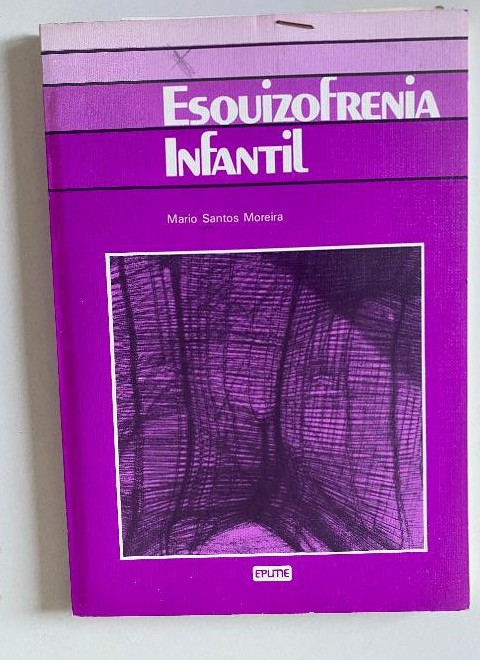 EsquizofRENia
INfANtiL
Mario Santos Moreira
EPUME